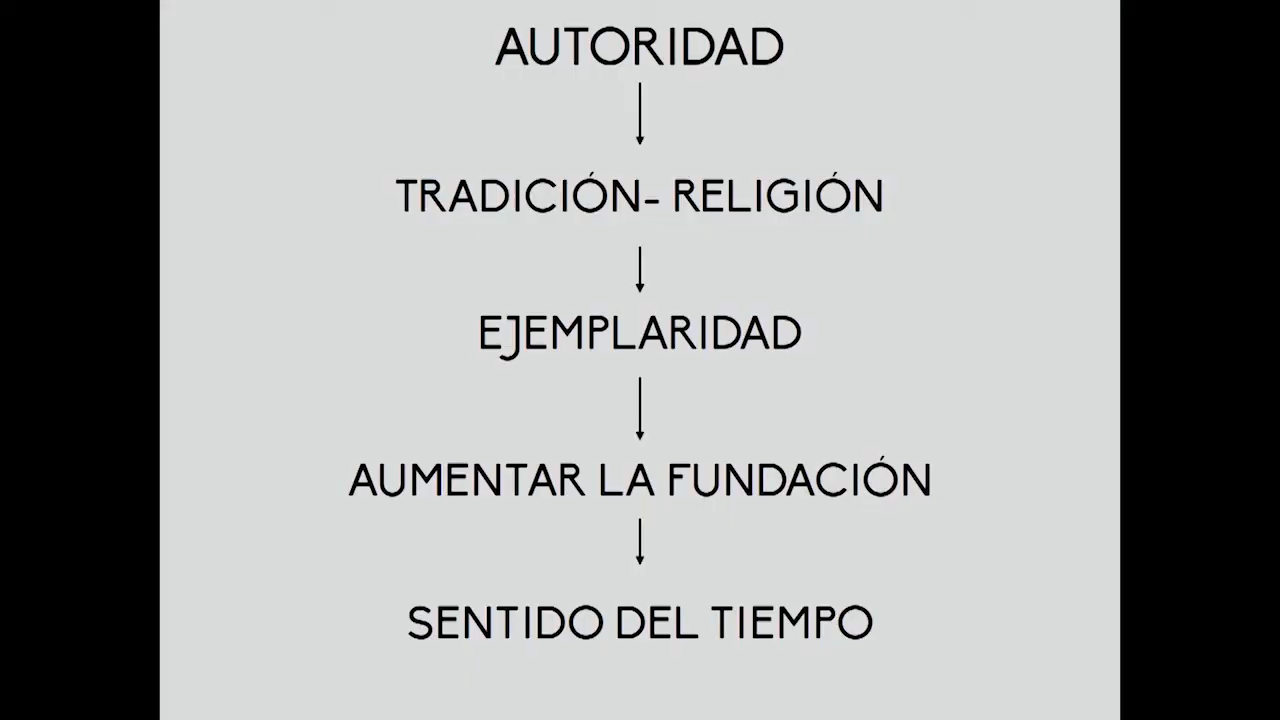 AUTORIDAD
TRADICIÓN- RELIGIÓN
EJEMPLARIDAD
AUMENTAR LA FUNDACIÓN
SENTIDO DEL TIEMPO